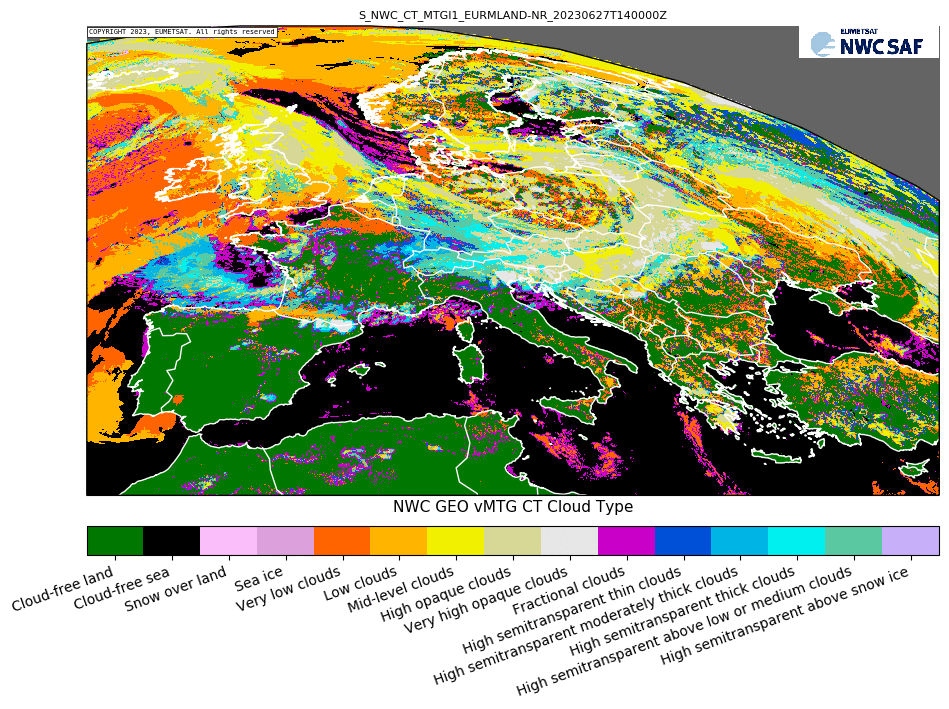 S_NWC_CT_MTGI1_EURMLAND-NR_20230627T140000Z
COPYRIGHT 2023, EUMETSAT. All rights reserved
EUMETSAT
NWC SAF
NWC GEO vMTG CT Cloud Type
Cloud-free land
Cloud-free sea
Snow over land
Sea ice
Very low clouds
Low clouds
Mid-level clouds
High opaque clouds
Very high opaque clouds
Fractional clouds
High semitransparent thin clouds
High semitransparent moderately thick clouds
High semitransparent thick clouds
High semitransparent above low or medium clouds
High semitransparent above snow ice